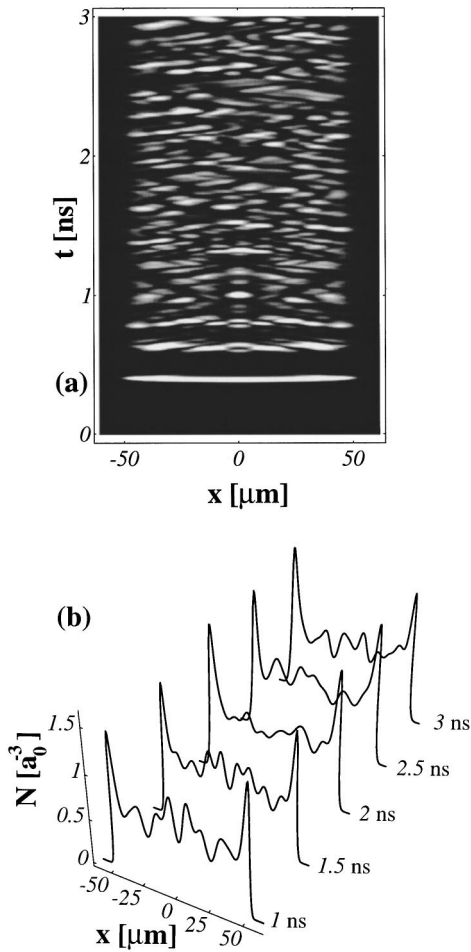 3
2
t [ns]
1
(a)
0
-50 0 50
x [μm]
(b)
1.5
N [a₀⁻³]
1
0.5
0
-50
-25
0
25
50
x [μm]
3 ns
2.5 ns
2 ns
1.5 ns
1 ns